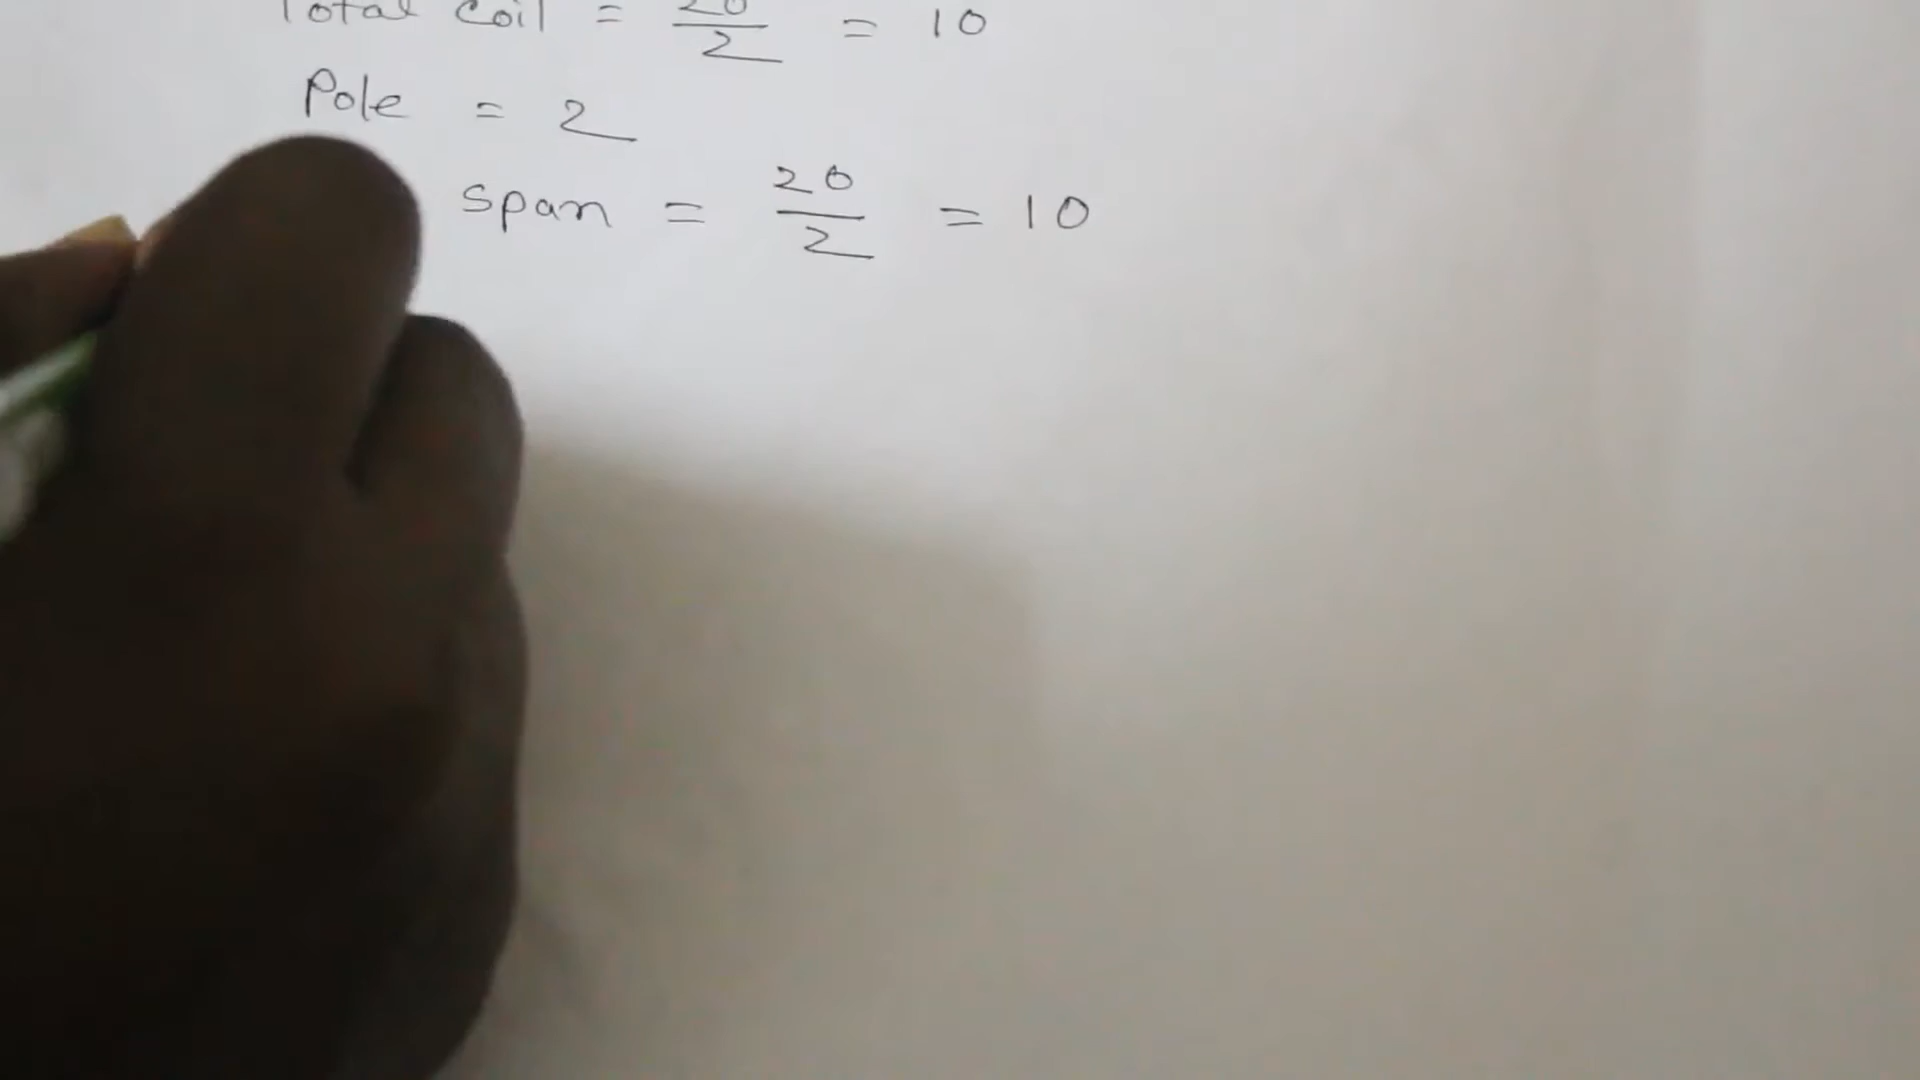 Total Coil = 20/2 = 10
Pole = 2
Span = 20/2 = 10